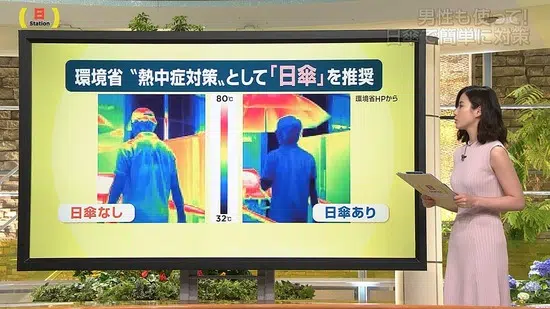 日
Station
男性も使って!
日傘で簡単に対策
環境省〝熱中症対策〟として「日傘」を推奨
80℃
環境省HPから
32℃
日傘なし
日傘あり